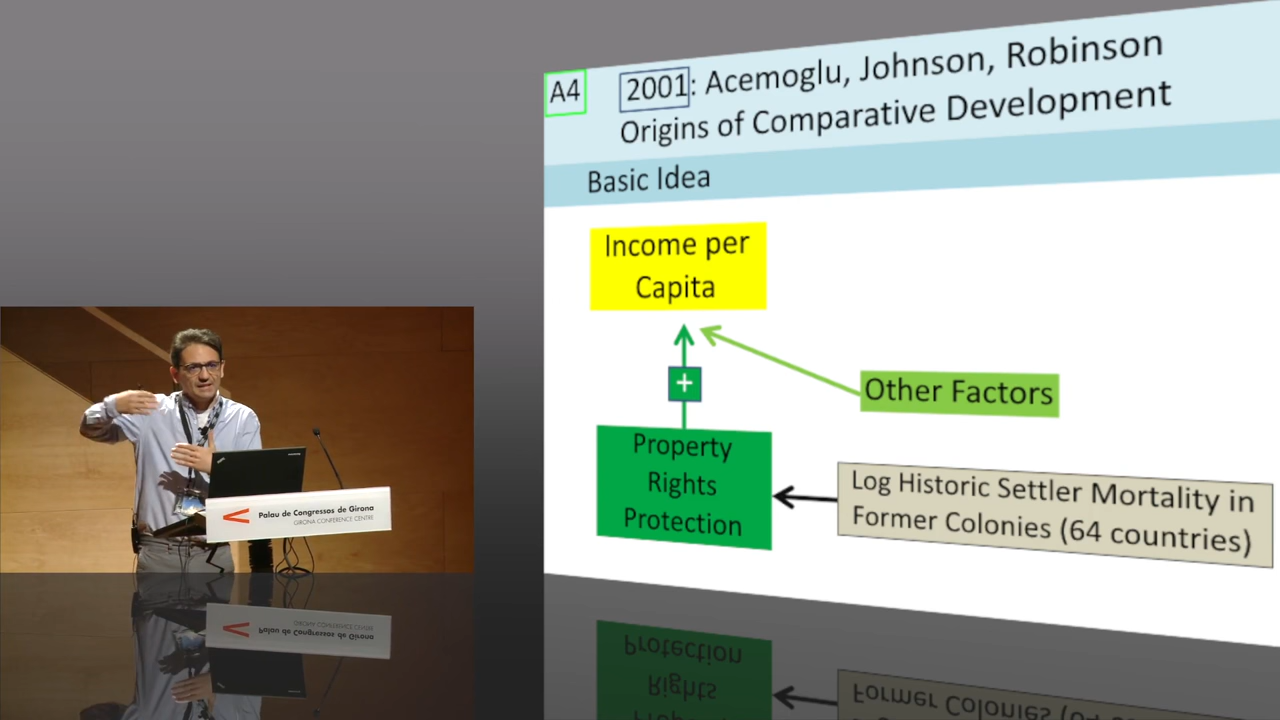 A4
2001: Acemoglu, Johnson, Robinson
Origins of Comparative Development
Basic Idea
Income per
Capita
+
Other Factors
Property
Rights
Protection
Log Historic Settler Mortality in
Former Colonies (64 countries)
Palau de Congressos de Girona
GIRONA CONFERENCE CENTRE